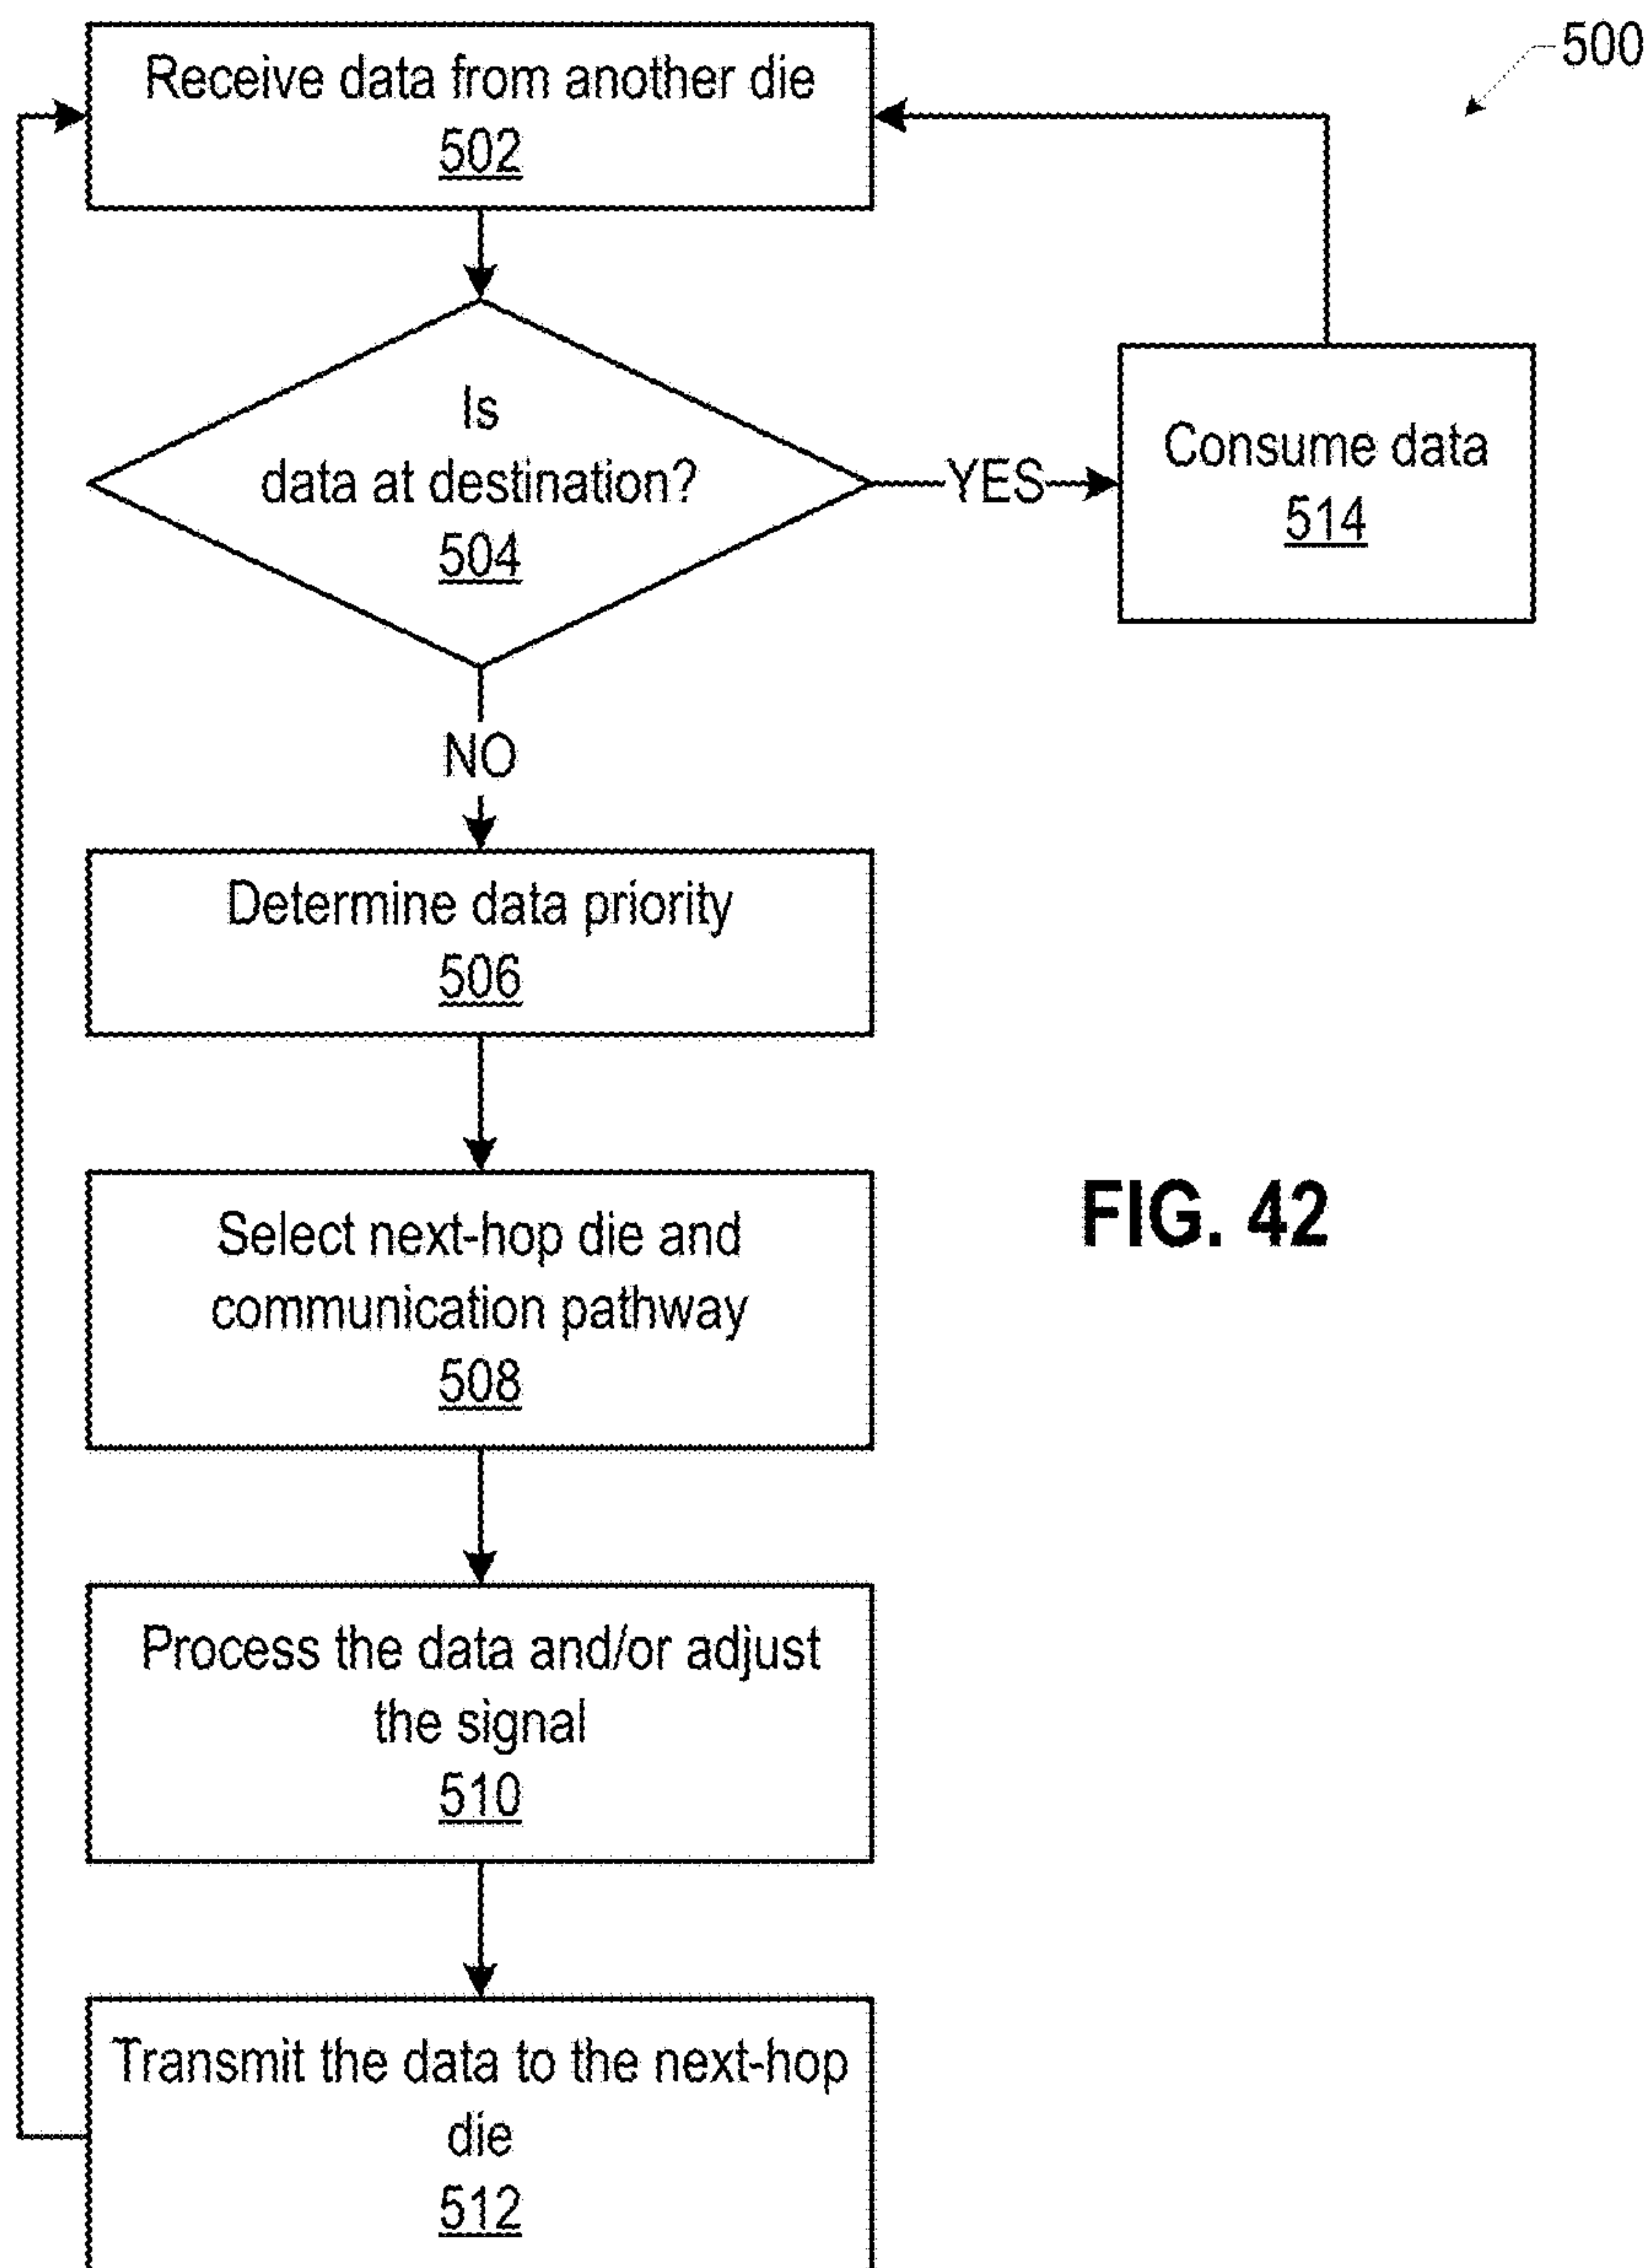 500
Receive data from another die
502
Is
data at destination?
504
YES
Consume data
514
NO
Determine data priority
506
Select next-hop die and
communication pathway
508
FIG. 42
Process the data and/or adjust
the signal
510
Transmit the data to the next-hop
die
512